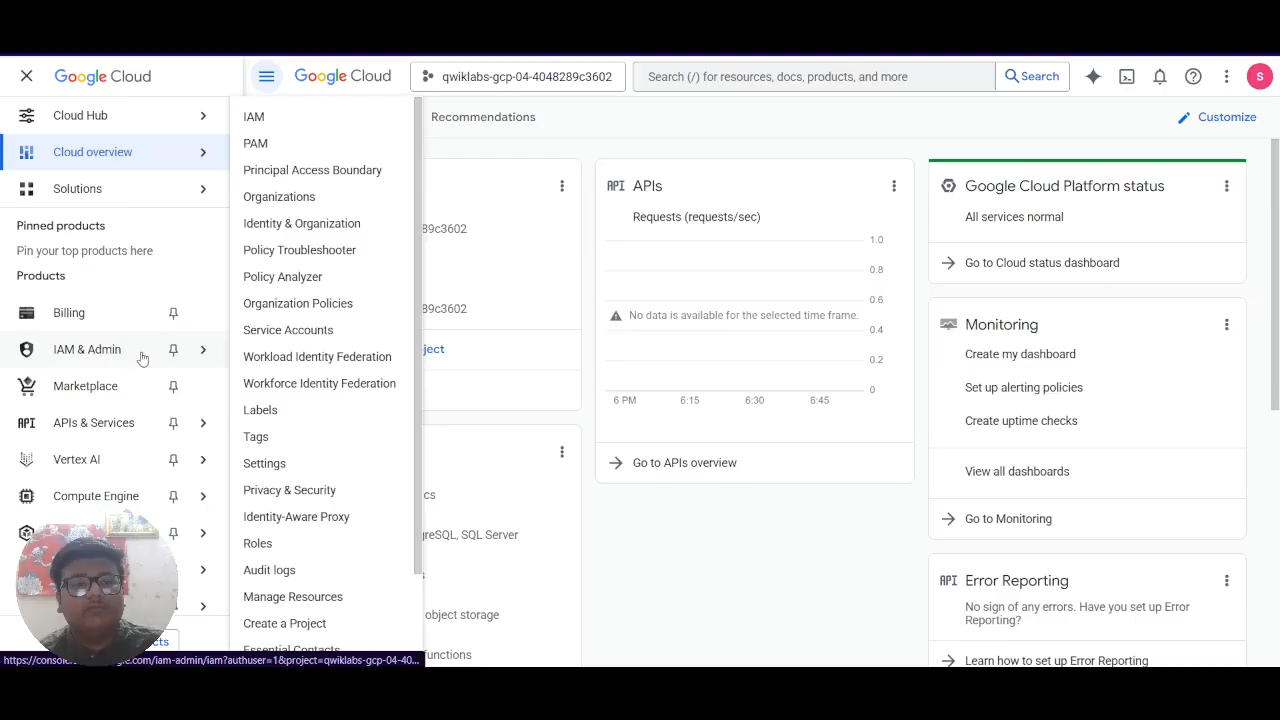 Google Cloud
Cloud Hub
Cloud overview
Solutions
Pinned products
Pin your top products here
Products
Billing
IAM & Admin
Marketplace
APIs & Services
Vertex AI
Compute Engine
cts
Google Cloud
qwiklabs-gcp-04-4048289c3602
Search (/) for resources, docs, products, and more
Search
S
IAM
PAM
Principal Access Boundary
Organizations
Identity & Organization
Policy Troubleshooter
Policy Analyzer
Organization Policies
Service Accounts
Workload Identity Federation
Workforce Identity Federation
Labels
Tags
Settings
Privacy & Security
Identity-Aware Proxy
Roles
Audit logs
Manage Resources
Create a Project
Essential Contacts
Recommendations
Customize
89c3602
89c3602
ject
cs
greSQL, SQL Server
object storage
functions
API APIs
Requests (requests/sec)
1.0
0.8
0.6
No data is available for the selected time frame.
0.4
0.2
0
6 PM 6:15 6:30 6:45
Go to APIs overview
Google Cloud Platform status
All services normal
Go to Cloud status dashboard
Monitoring
Create my dashboard
Set up alerting policies
Create uptime checks
View all dashboards
Go to Monitoring
API Error Reporting
No sign of any errors. Have you set up Error
Reporting?
Learn how to set up Error Reporting